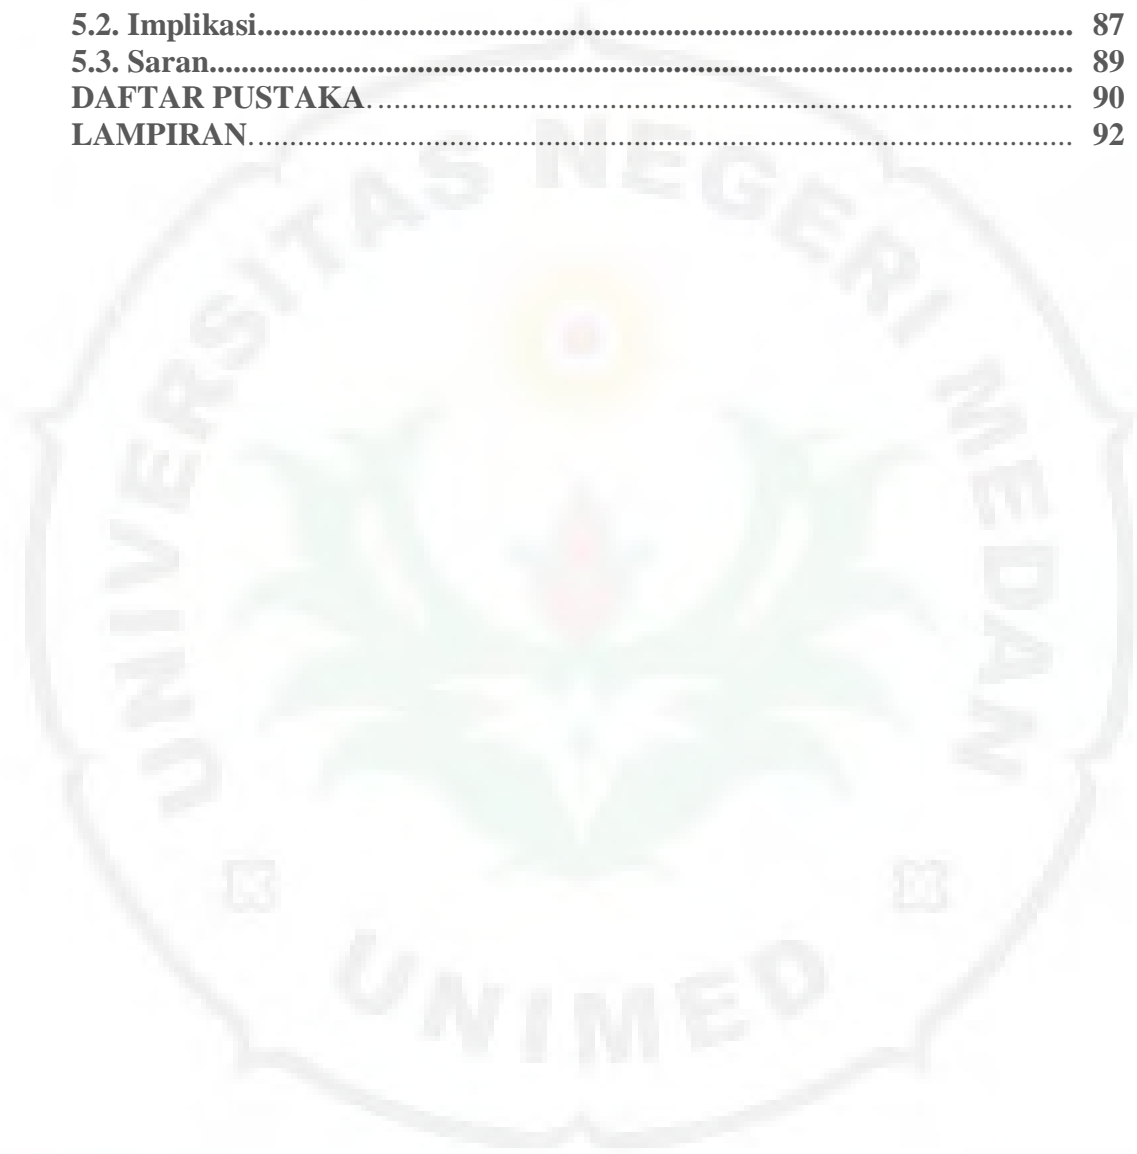 5.2. Implikasi....................................................................................................... 87
5.3. Saran............................................................................................................. 89
DAFTAR PUSTAKA......................................................................................... 90
LAMPIRAN........................................................................................................ 92
UNIVERSITAS NEGERI MEDAN
UNIMED